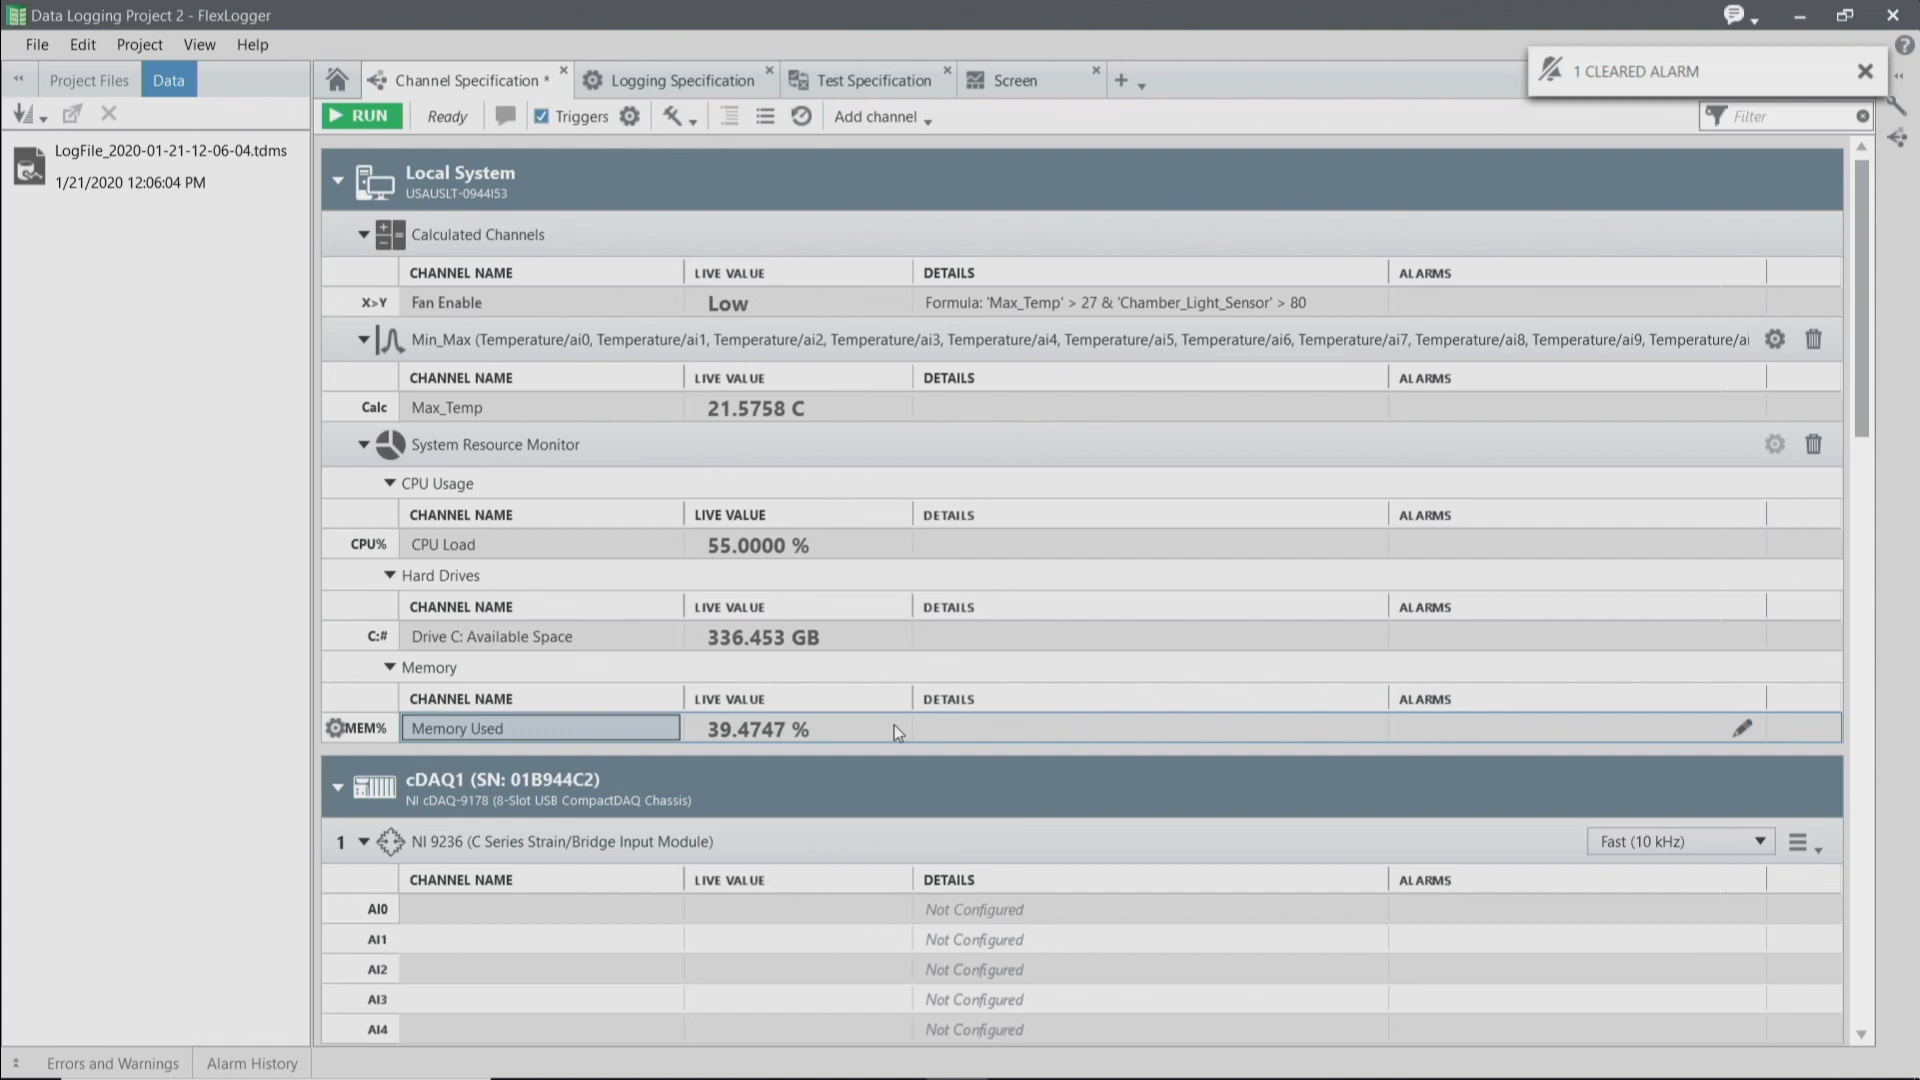 Data Logging Project 2 - FlexLogger
File Edit Project View Help
Project Files Data
Channel Specification * Logging Specification Test Specification Screen
1 CLEARED ALARM
RUN Ready Triggers Add channel Filter
LogFile_2020-01-21-12-06-04.tdms
1/21/2020 12:06:04 PM
Local System
USAUSLT-0944I53
Calculated Channels
CHANNEL NAME LIVE VALUE DETAILS ALARMS
X>Y Fan Enable Low Formula: 'Max_Temp' > 27 & 'Chamber_Light_Sensor' > 80
Min_Max (Temperature/ai0, Temperature/ai1, Temperature/ai2, Temperature/ai3, Temperature/ai4, Temperature/ai5, Temperature/ai6, Temperature/ai7, Temperature/ai8, Temperature/ai9, Temperature/ai
CHANNEL NAME LIVE VALUE DETAILS ALARMS
Calc Max_Temp 21.5758 C
System Resource Monitor
CPU Usage
CHANNEL NAME LIVE VALUE DETAILS ALARMS
CPU% CPU Load 55.0000 %
Hard Drives
CHANNEL NAME LIVE VALUE DETAILS ALARMS
C:# Drive C: Available Space 336.453 GB
Memory
CHANNEL NAME LIVE VALUE DETAILS ALARMS
MEM% Memory Used 39.4747 %
cDAQ1 (SN: 01B944C2)
NI cDAQ-9178 (8-Slot USB CompactDAQ Chassis)
1 NI 9236 (C Series Strain/Bridge Input Module) Fast (10 kHz)
CHANNEL NAME LIVE VALUE DETAILS ALARMS
AI0 Not Configured
AI1 Not Configured
AI2 Not Configured
AI3 Not Configured
AI4 Not Configured
Errors and Warnings Alarm History